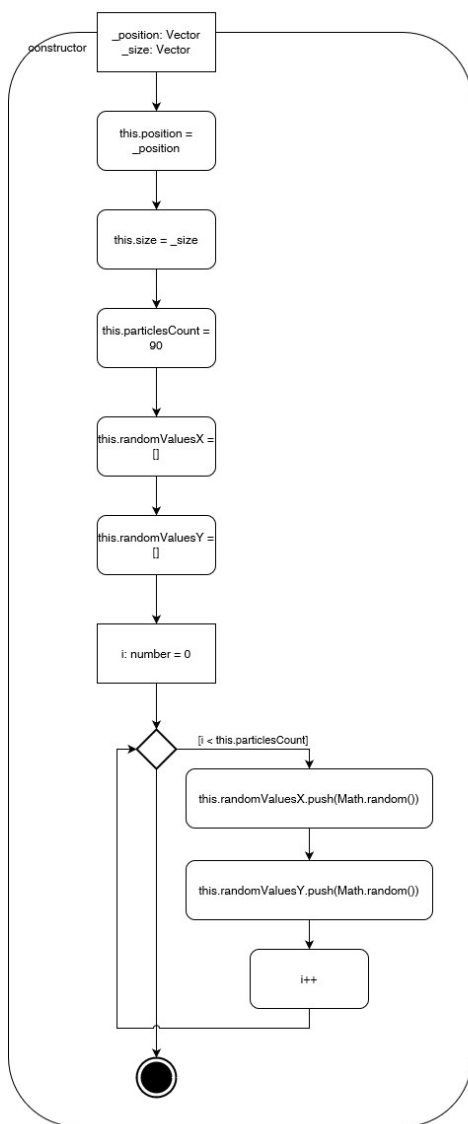 constructor
_position: Vector
_size: Vector
this.position =
_position
this.size = _size
this.particlesCount =
90
this.randomValuesX =
[]
this.randomValuesY =
[]
i: number = 0
[i < this.particlesCount]
this.randomValuesX.push(Math.random())
this.randomValuesY.push(Math.random())
i++